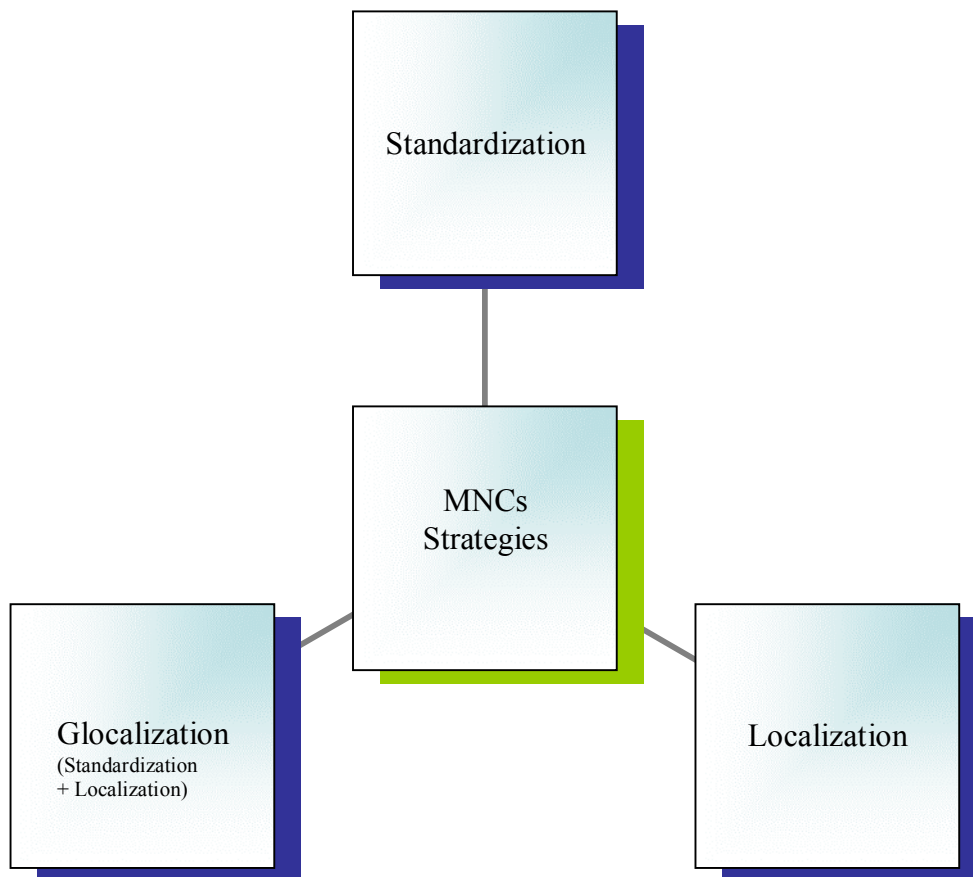 Standardization
MNCs
Strategies
Glocalization
(Standardization
+ Localization)
Localization